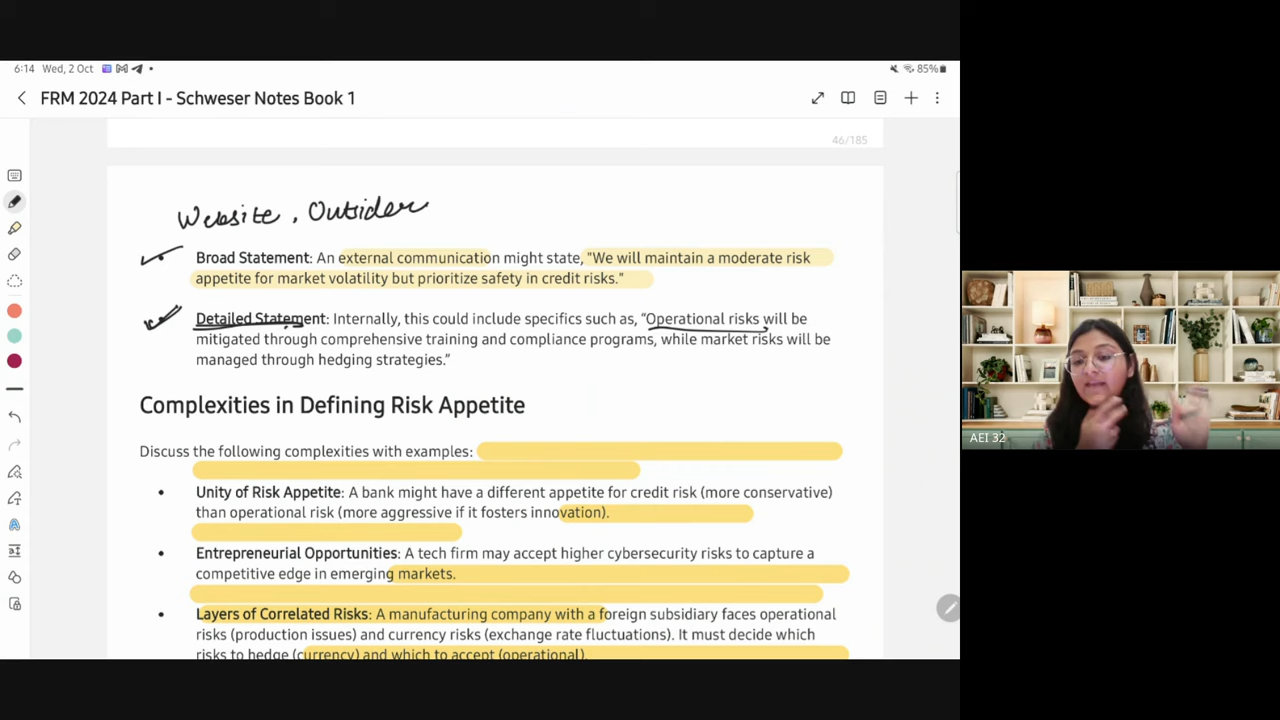 6:14 Wed, 2 Oct
85%
FRM 2024 Part I - Schweser Notes Book 1
46/185
Website, Outsider
Broad Statement: An external communication might state, "We will maintain a moderate risk
appetite for market volatility but prioritize safety in credit risks."
Detailed Statement: Internally, this could include specifics such as, “Operational risks will be
mitigated through comprehensive training and compliance programs, while market risks will be
managed through hedging strategies.”
Complexities in Defining Risk Appetite
Discuss the following complexities with examples:
• Unity of Risk Appetite: A bank might have a different appetite for credit risk (more conservative)
than operational risk (more aggressive if it fosters innovation).
• Entrepreneurial Opportunities: A tech firm may accept higher cybersecurity risks to capture a
competitive edge in emerging markets.
• Layers of Correlated Risks: A manufacturing company with a foreign subsidiary faces operational
risks (production issues) and currency risks (exchange rate fluctuations). It must decide which
risks to hedge (currency) and which to accept (operational).
AEI 32